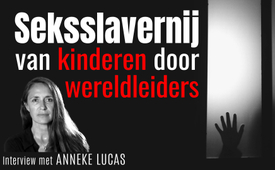 Seksslavernij
van kinderen door
wereldleiders
Interview met ANNEKE LUCAS